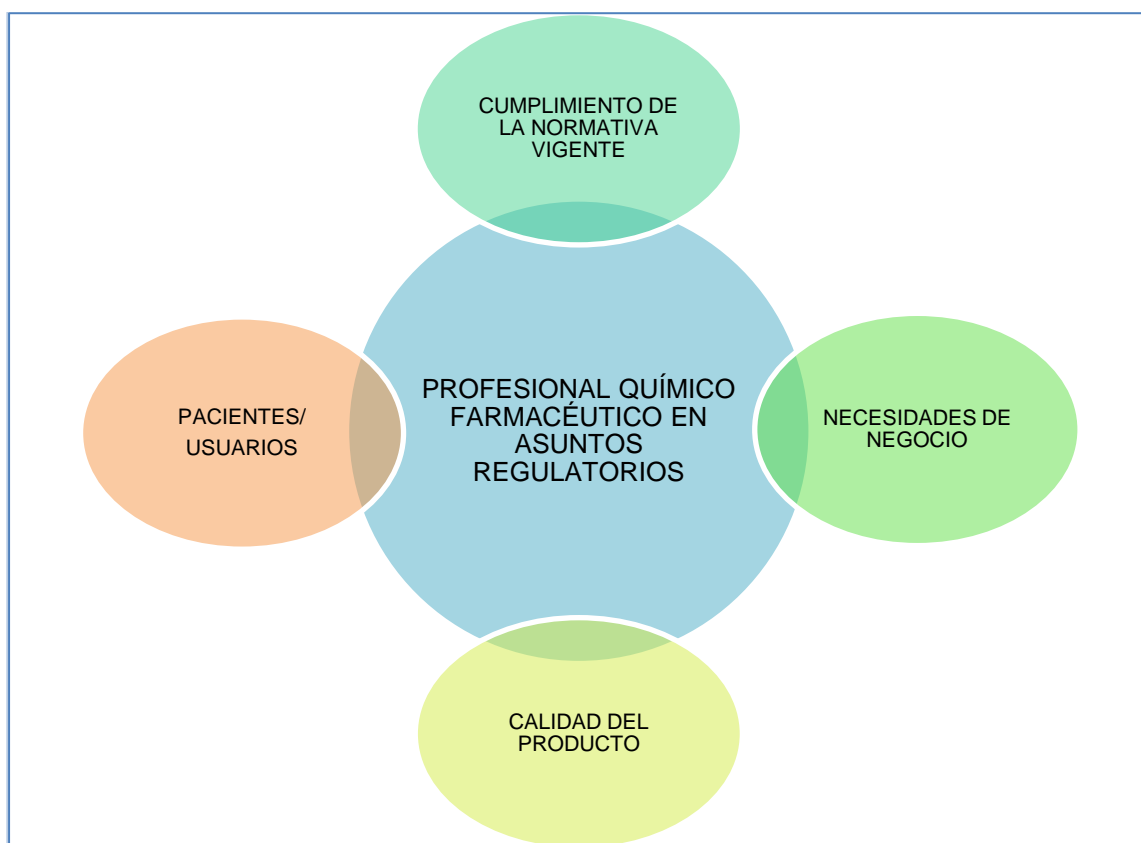 CUMPLIMIENTO DE
LA NORMATIVA
VIGENTE
PACIENTES/
USUARIOS
PROFESIONAL QUÍMICO
FARMACÉUTICO EN
ASUNTOS
REGULATORIOS
NECESIDADES DE
NEGOCIO
CALIDAD DEL
PRODUCTO